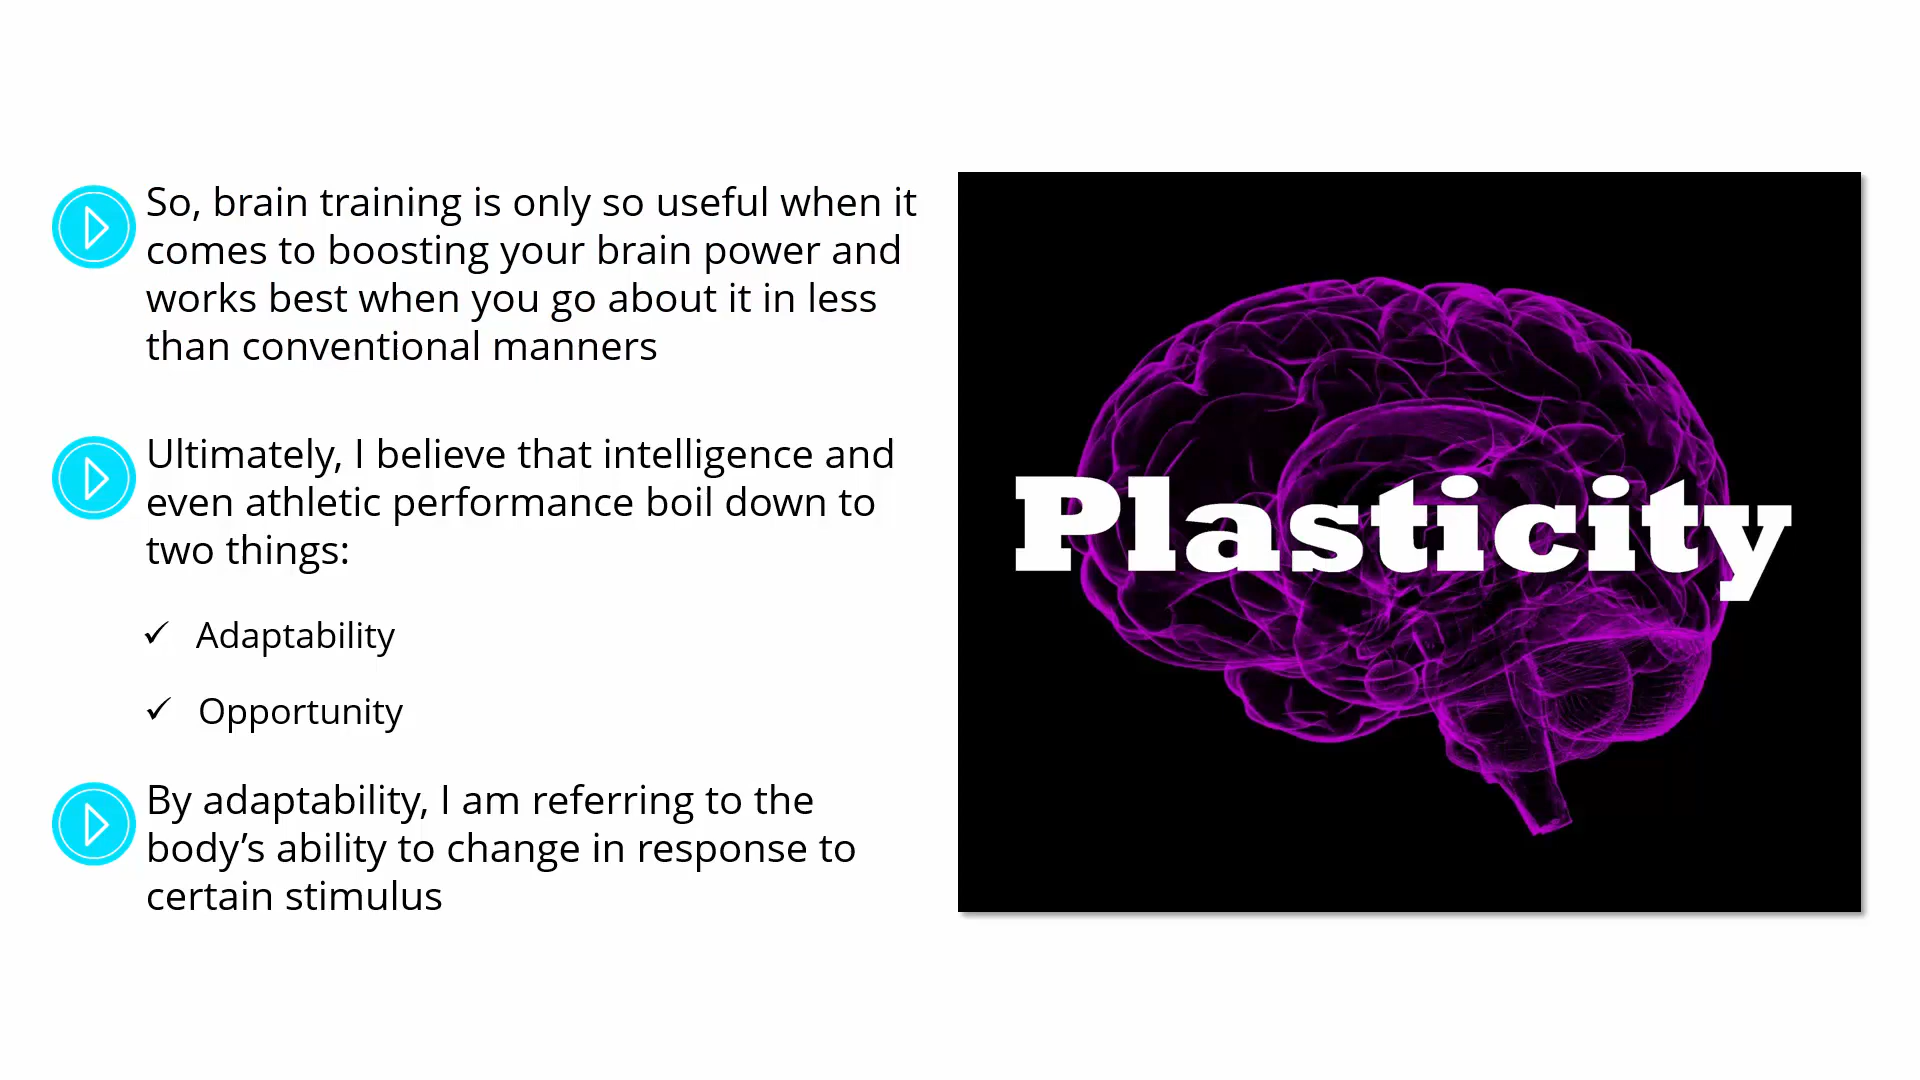 So, brain training is only so useful when it
comes to boosting your brain power and
works best when you go about it in less
than conventional manners
Ultimately, I believe that intelligence and
even athletic performance boil down to
two things:
✓ Adaptability
✓ Opportunity
By adaptability, I am referring to the
body’s ability to change in response to
certain stimulus
Plasticity